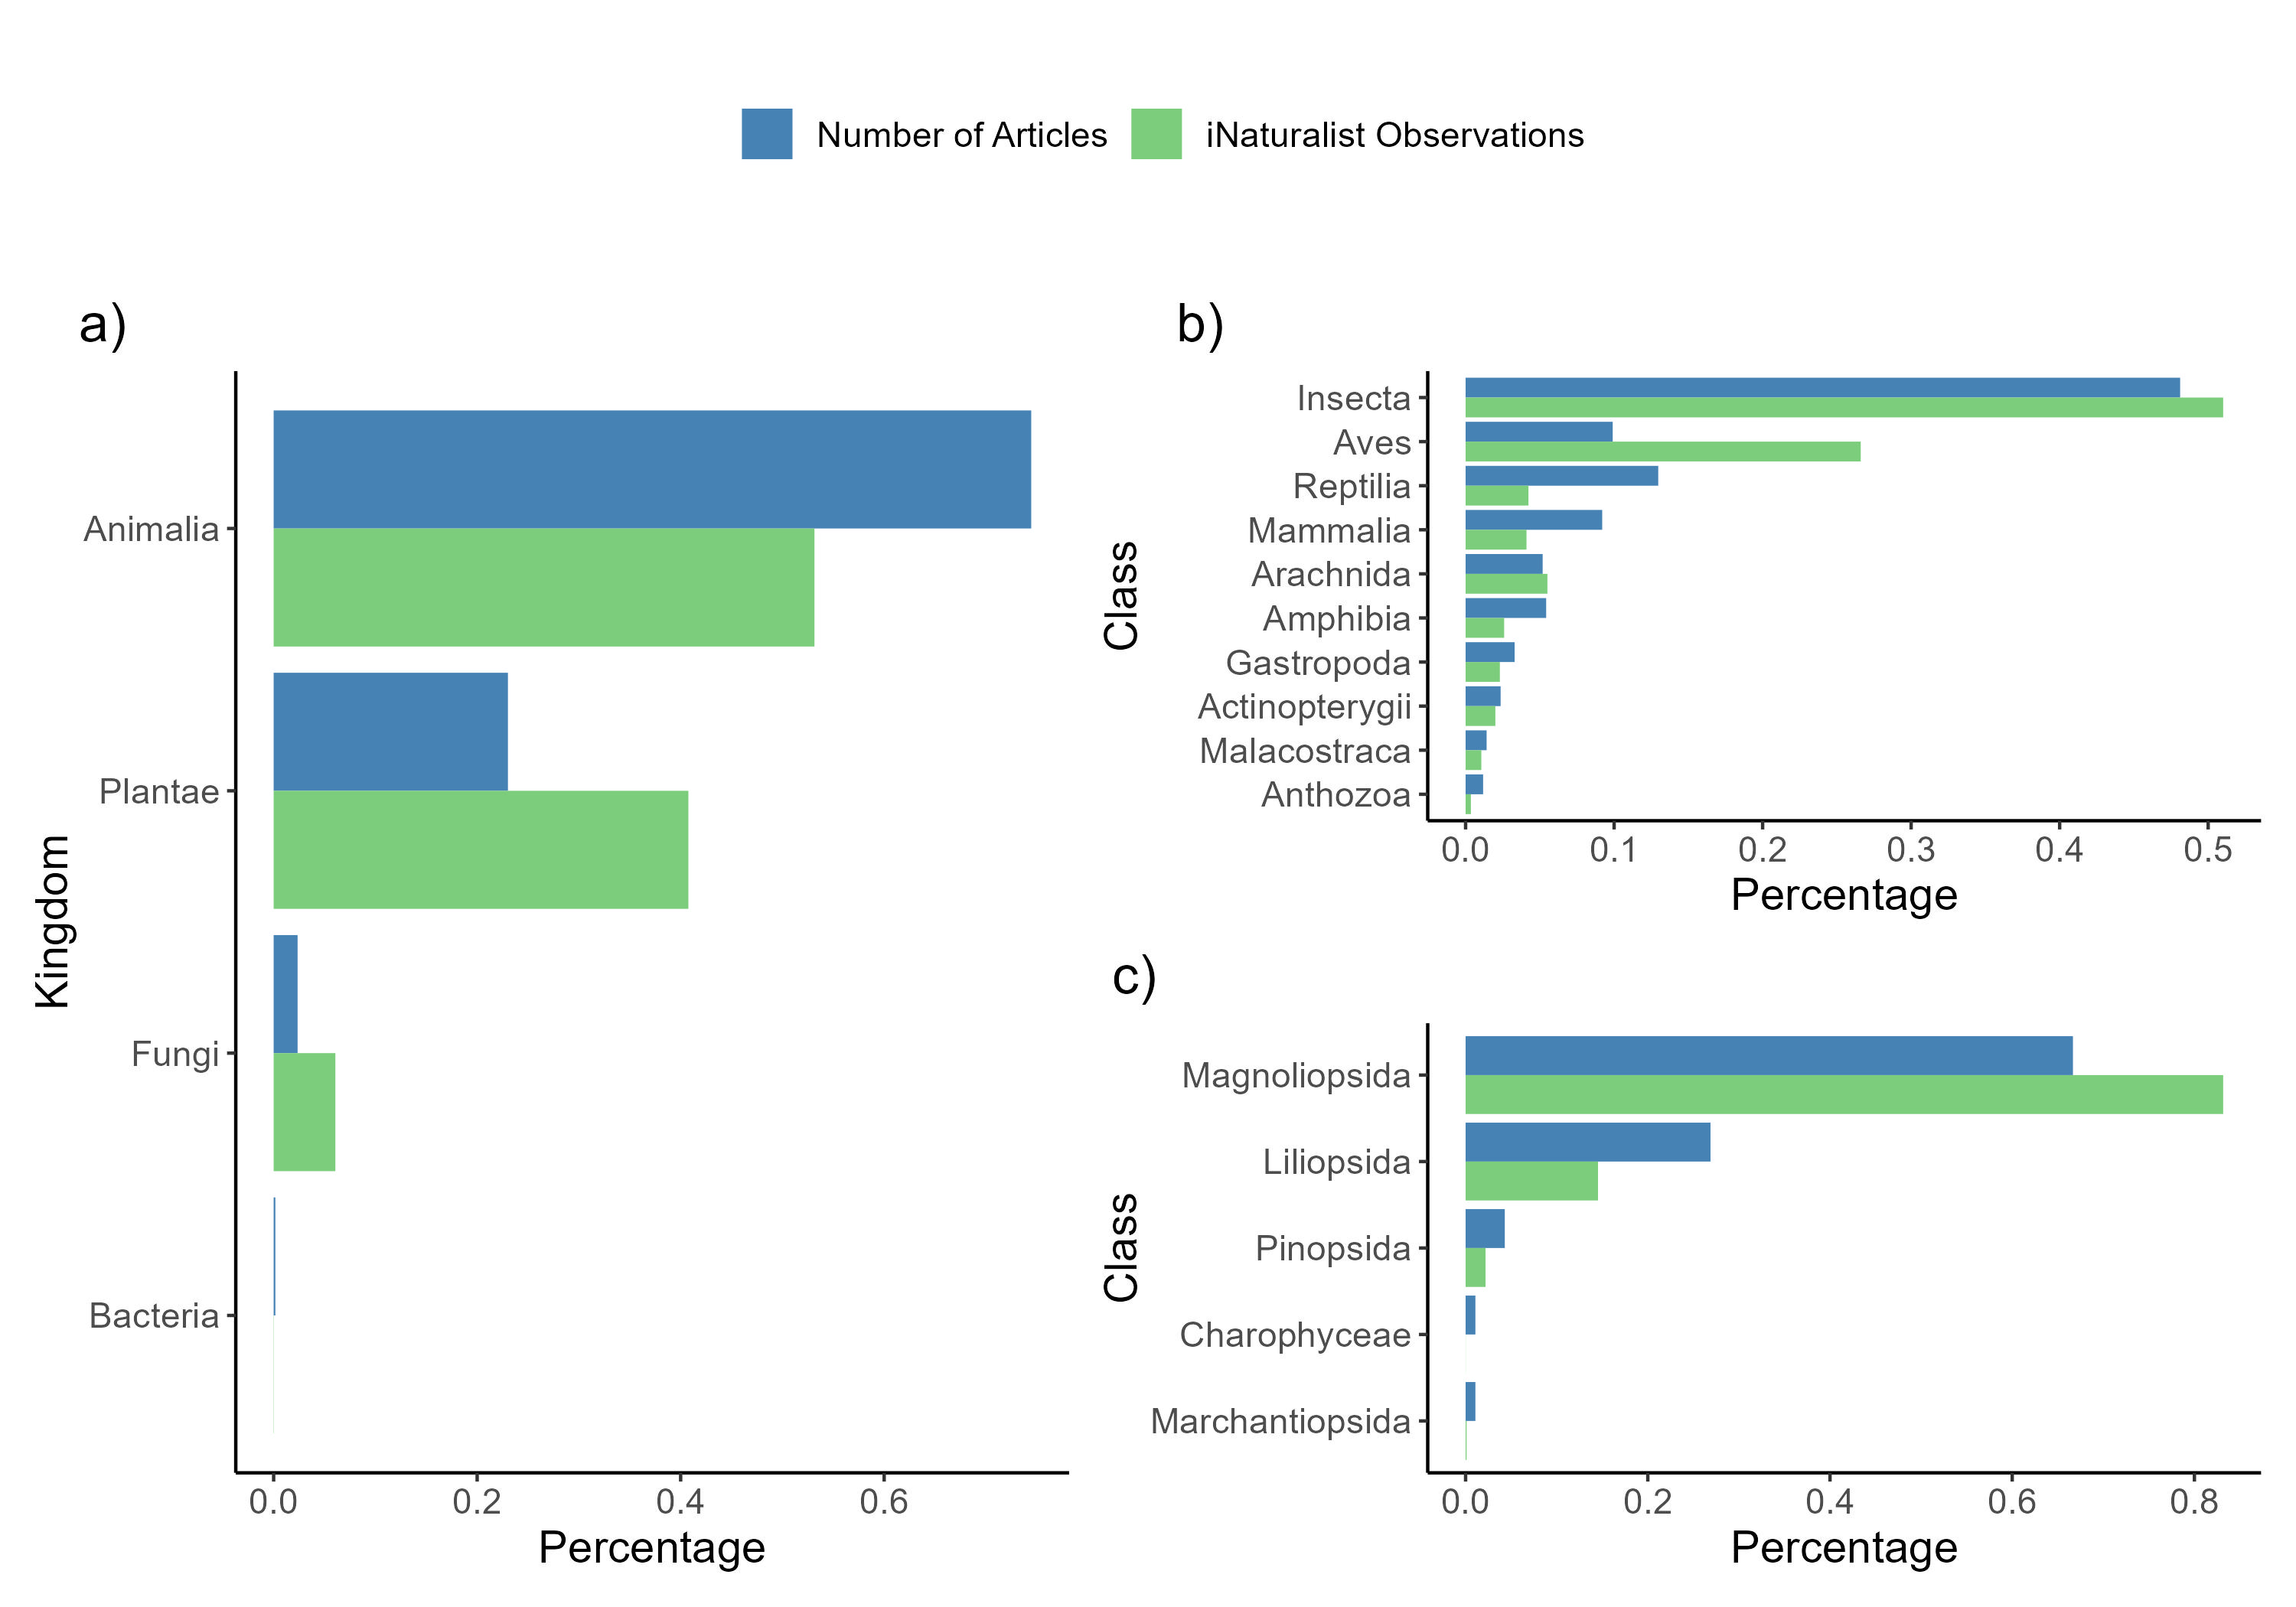 Number of Articles iNaturalist Observations
a)
Kingdom
Animalia
Plantae
Fungi
Bacteria
0.0 0.2 0.4 0.6
Percentage
b)
Class
Insecta
Aves
Reptilia
Mammalia
Arachnida
Amphibia
Gastropoda
Actinopterygii
Malacostraca
Anthozoa
0.0 0.1 0.2 0.3 0.4 0.5
Percentage
c)
Class
Magnoliopsida
Liliopsida
Pinopsida
Charophyceae
Marchantiopsida
0.0 0.2 0.4 0.6 0.8
Percentage